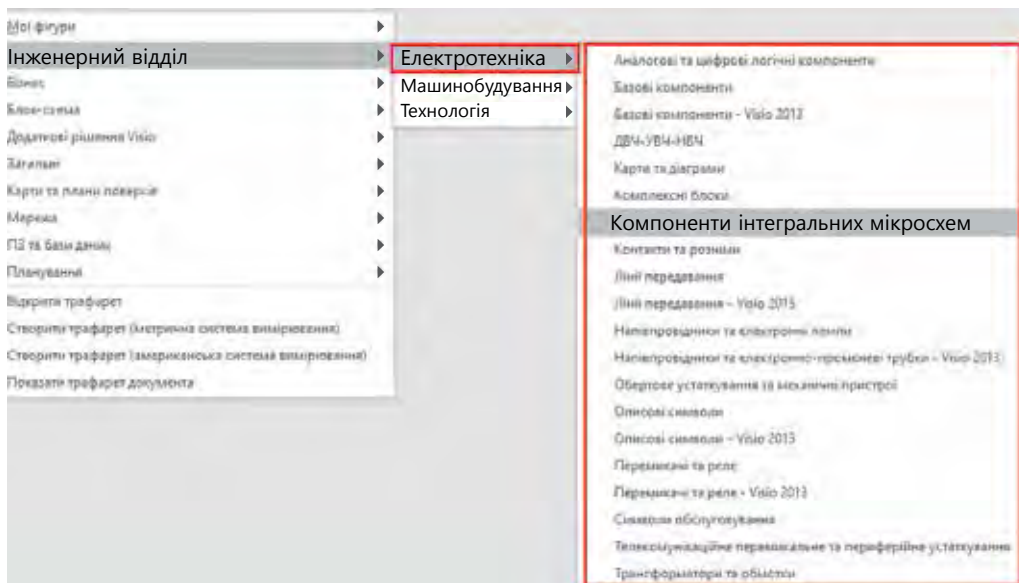 Мої фігури
Інженерний відділ
Бізнес
Блок-схема
Додаткові рішення Visio
Загальні
Карти та плани поверхів
Мережа
ПЗ та бази даних
Планування
Відкрити трафарет
Створити трафарет (метрична система вимірювання)
Створити трафарет (американська система вимірювання)
Показати трафарет документа
Електротехніка
Машинобудування
Технологія
Аналогові та цифрові логічні компоненти
Базові компоненти
Базові компоненти - Visio 2013
ДВЧ-УВЧ-НВЧ
Карти та діаграми
Комплексні блоки
Компоненти інтегральних мікросхем
Контакти та розніми
Лінії передавання
Лінії передавання - Visio 2013
Напівпровідники та електронні лампи
Напівпровідники та електронно-променеві трубки - Visio 2013
Обертове устаткування та механічні пристрої
Описові символи
Описові символи - Visio 2013
Перемикачі та реле
Перемикачі та реле - Visio 2013
Символи обслуговування
Телекомунікаційне перемикальне та периферійне устаткування
Трансформатори та обмотки